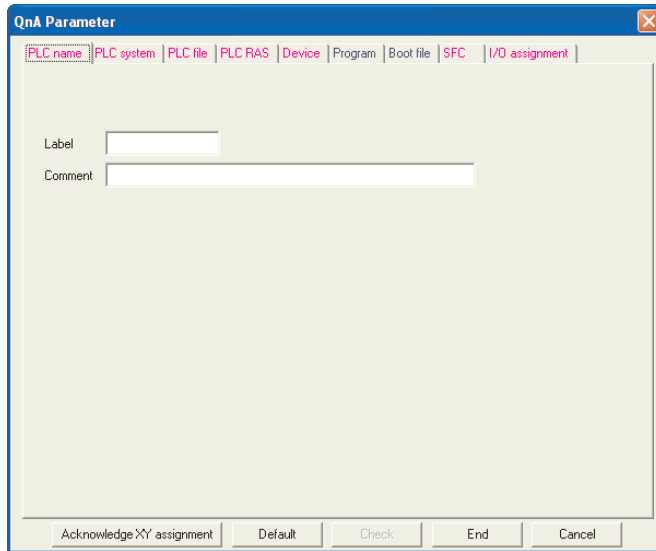 QnA Parameter
PLC name PLC system PLC file PLC RAS Device Program Boot file SFC I/O assignment
Label
Comment
Acknowledge XY assignment Default Check End Cancel